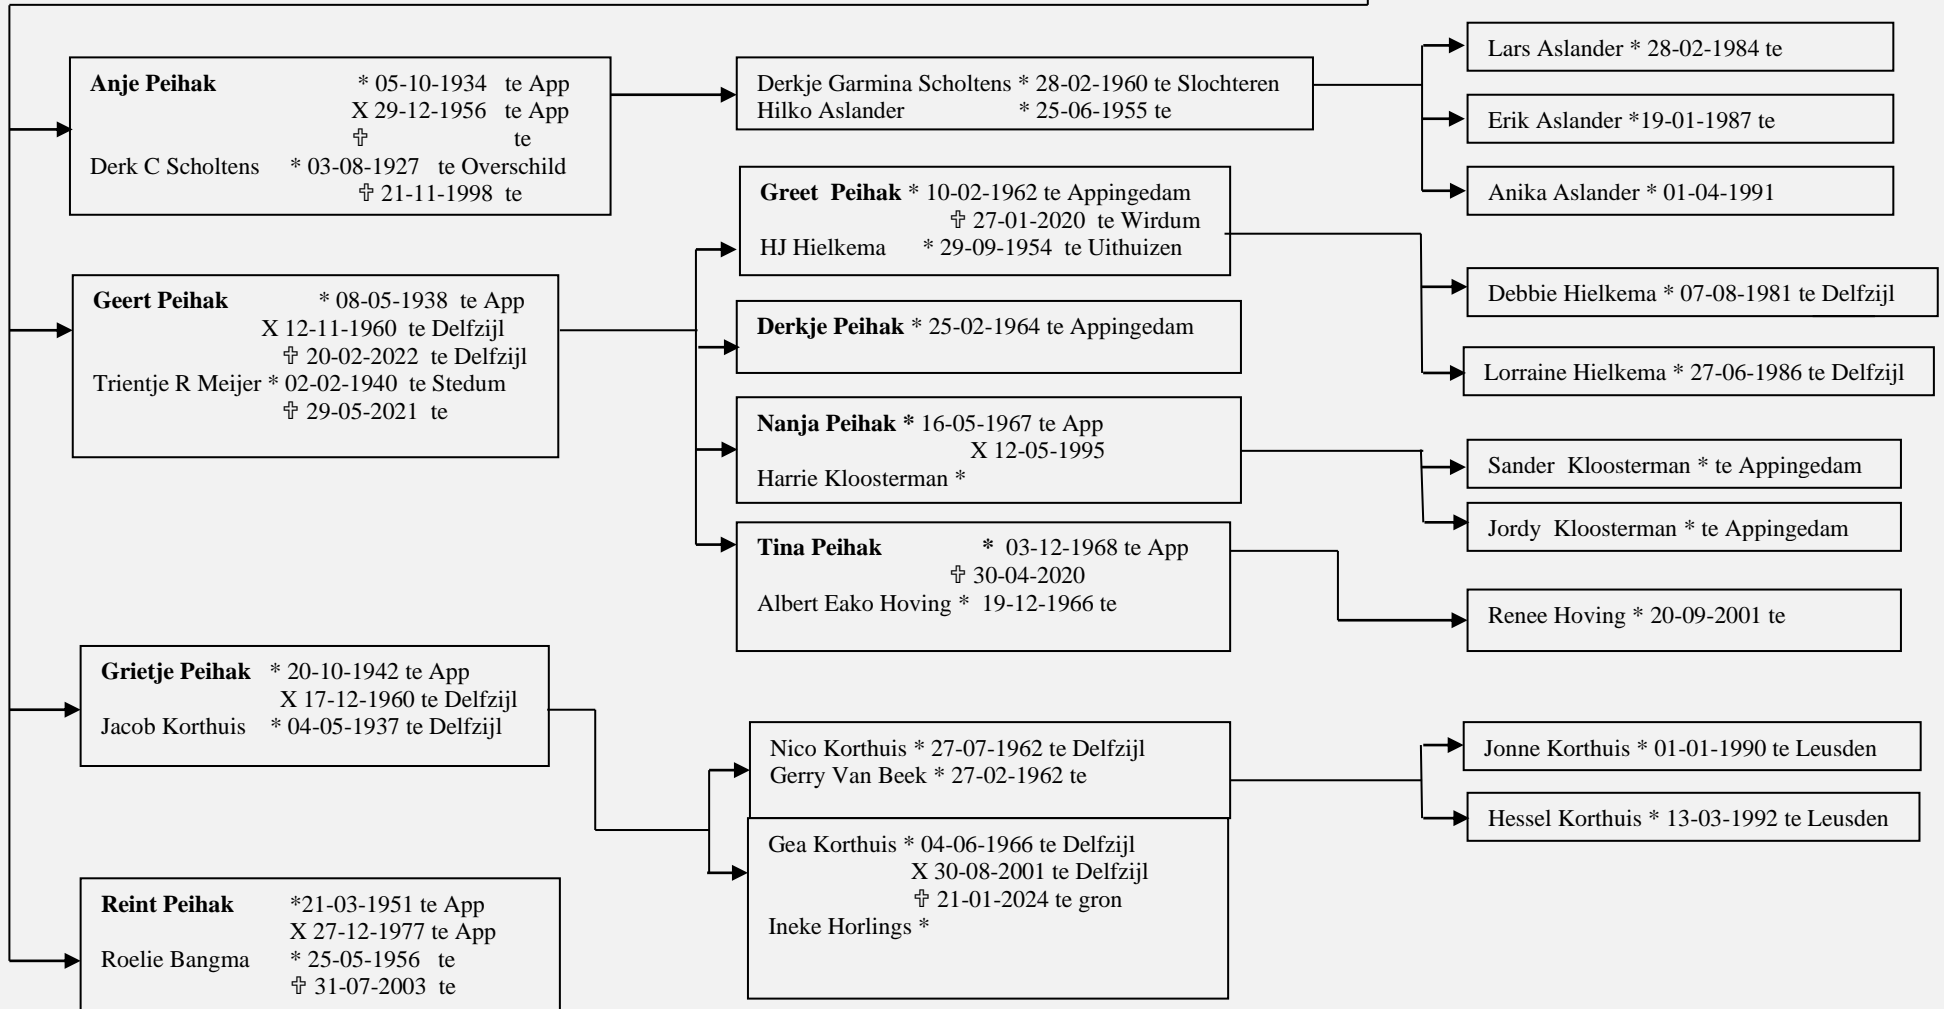 Anje Peihak * 05-10-1934 te App
X 29-12-1956 te App
✞ te
Derk C Scholtens * 03-08-1927 te Overschild
✞ 21-11-1998 te
Derkje Garmina Scholtens * 28-02-1960 te Slochteren
Hilko Aslander * 25-06-1955 te
Lars Aslander * 28-02-1984 te
Erik Aslander *19-01-1987 te
Anika Aslander * 01-04-1991
Geert Peihak * 08-05-1938 te App
X 12-11-1960 te Delfzijl
✞ 20-02-2022 te Delfzijl
Trientje R Meijer * 02-02-1940 te Stedum
✞ 29-05-2021 te
Greet Peihak * 10-02-1962 te Appingedam
✞ 27-01-2020 te Wirdum
HJ Hielkema * 29-09-1954 te Uithuizen
Debbie Hielkema * 07-08-1981 te Delfzijl
Lorraine Hielkema * 27-06-1986 te Delfzijl
Derkje Peihak * 25-02-1964 te Appingedam
Nanja Peihak * 16-05-1967 te App
X 12-05-1995
Harrie Kloosterman *
Sander Kloosterman * te Appingedam
Jordy Kloosterman * te Appingedam
Tina Peihak * 03-12-1968 te App
✞ 30-04-2020
Albert Eako Hoving * 19-12-1966 te
Renee Hoving * 20-09-2001 te
Grietje Peihak * 20-10-1942 te App
X 17-12-1960 te Delfzijl
Jacob Korthuis * 04-05-1937 te Delfzijl
Nico Korthuis * 27-07-1962 te Delfzijl
Gerry Van Beek * 27-02-1962 te
Jonne Korthuis * 01-01-1990 te Leusden
Hessel Korthuis * 13-03-1992 te Leusden
Gea Korthuis * 04-06-1966 te Delfzijl
X 30-08-2001 te Delfzijl
✞ 21-01-2024 te gron
Ineke Horlings *
Reint Peihak *21-03-1951 te App
X 27-12-1977 te App
Roelie Bangma * 25-05-1956 te
✞ 31-07-2003 te